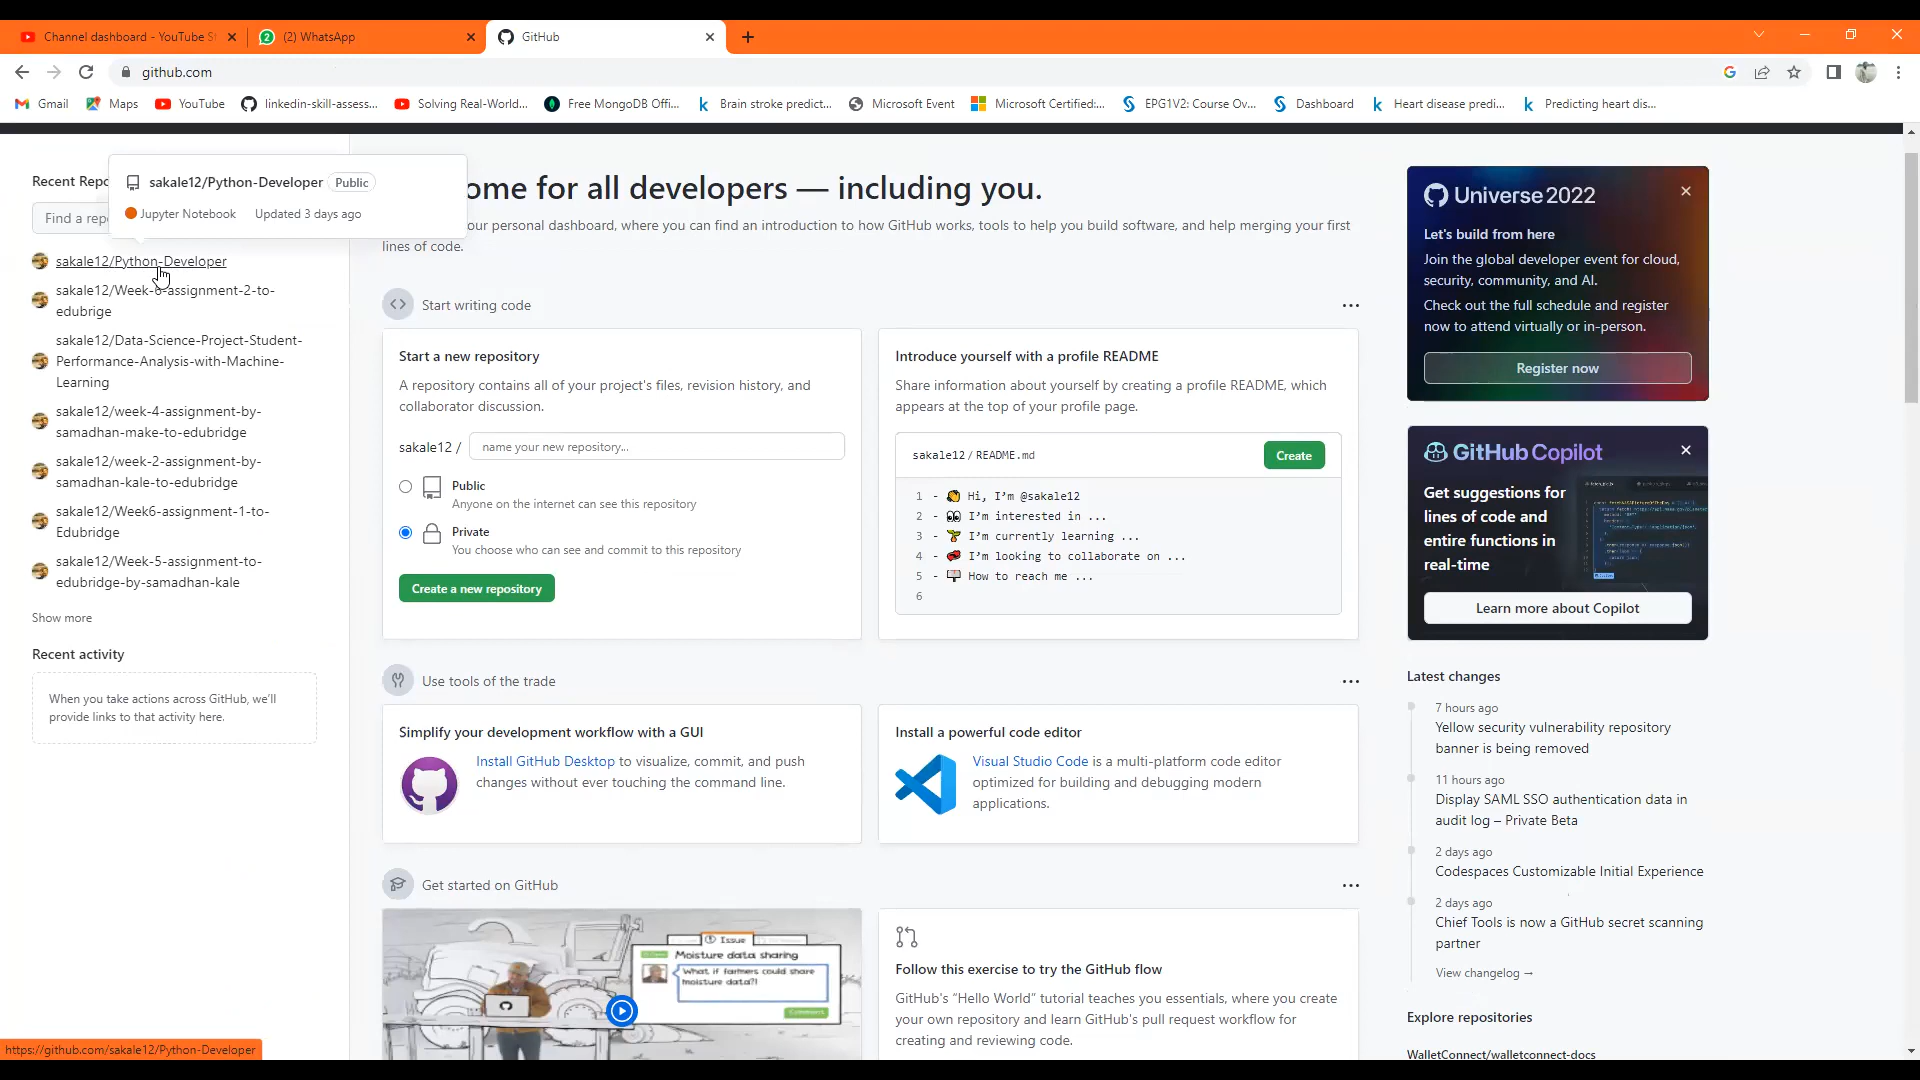 Channel dashboard - YouTube St
2
(2) WhatsApp
GitHub
github.com
Gmail
Maps
YouTube
linkedin-skill-assess...
Solving Real-World...
Free MongoDB Offi...
Brain stroke predict...
Microsoft Event
Microsoft Certified:...
EPG1V2: Course Ov...
Dashboard
Heart disease predi...
Predicting heart dis...
Recent Repo
sakale12/Python-Developer Public
Jupyter Notebook Updated 3 days ago
Find a rep
sakale12/Python-Developer
sakale12/Week-6-assignment-2-to-
edubrige
sakale12/Data-Science-Project-Student-
Performance-Analysis-with-Machine-
Learning
sakale12/week-4-assignment-by-
samadhan-make-to-edubridge
sakale12/week-2-assignment-by-
samadhan-kale-to-edubridge
sakale12/Week6-assignment-1-to-
Edubridge
sakale12/Week-5-assignment-to-
edubridge-by-samadhan-kale
Show more
Recent activity
When you take actions across GitHub, we'll
provide links to that activity here.
ome for all developers — including you.
our personal dashboard, where you can find an introduction to how GitHub works, tools to help you build software, and help merging your first
lines of code.
Start writing code
Start a new repository
A repository contains all of your project's files, revision history, and
collaborator discussion.
sakale12 / name your new repository...
Public
Anyone on the internet can see this repository
Private
You choose who can see and commit to this repository
Create a new repository
Introduce yourself with a profile README
Share information about yourself by creating a profile README, which
appears at the top of your profile page.
sakale12 / README.md
Create
1 - 👋 Hi, I'm @sakale12
2 - 👀 I'm interested in ...
3 - 🌱 I'm currently learning ...
4 - 💞️ I'm looking to collaborate on ...
5 - 📫 How to reach me ...
6
Use tools of the trade
Simplify your development workflow with a GUI
Install GitHub Desktop to visualize, commit, and push
changes without ever touching the command line.
Install a powerful code editor
Visual Studio Code is a multi-platform code editor
optimized for building and debugging modern
applications.
Get started on GitHub
Issue
Moisture data sharing
What if farmers could share
moisture data?!
Comment
Follow this exercise to try the GitHub flow
GitHub's "Hello World" tutorial teaches you essentials, where you create
your own repository and learn GitHub's pull request workflow for
creating and reviewing code.
Universe 2022
Let's build from here
Join the global developer event for cloud,
security, community, and AI.
Check out the full schedule and register
now to attend virtually or in-person.
Register now
GitHub Copilot
Get suggestions for
lines of code and
entire functions in
real-time
Learn more about Copilot
Latest changes
7 hours ago
Yellow security vulnerability repository
banner is being removed
11 hours ago
Display SAML SSO authentication data in
audit log – Private Beta
2 days ago
Codespaces Customizable Initial Experience
2 days ago
Chief Tools is now a GitHub secret scanning
partner
View changelog →
Explore repositories
WalletConnect/walletconnect-docs
https://github.com/sakale12/Python-Developer